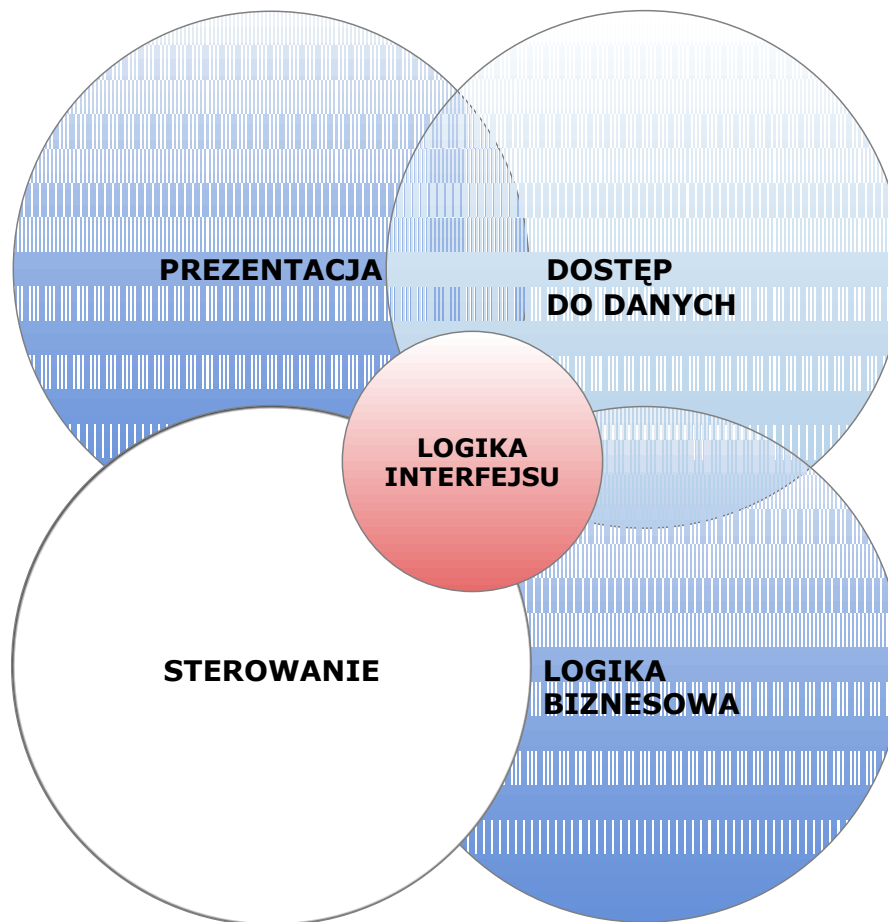 PREZENTACJA
DOSTĘP
DO DANYCH
LOGIKA
INTERFEJSU
STEROWANIE
LOGIKA
BIZNESOWA